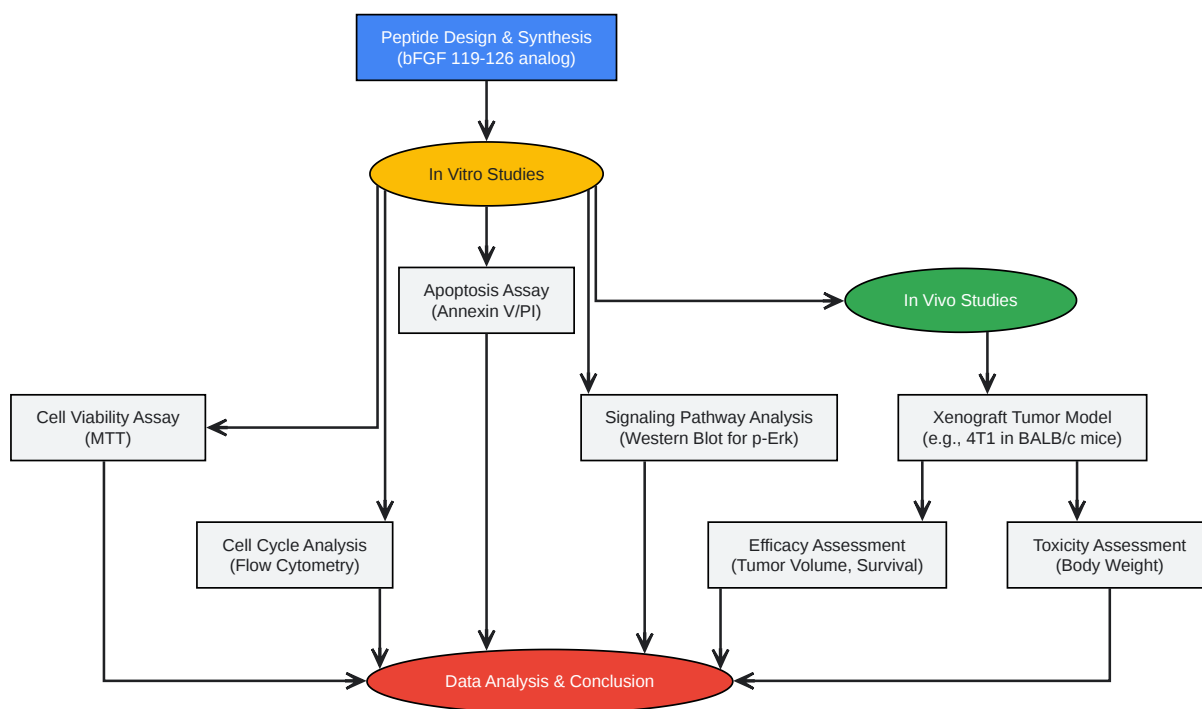 Peptide Design & Synthesis
(bFGF 119-126 analog)
In Vitro Studies
Apoptosis Assay
(Annexin V/PI)
In Vivo Studies
Cell Viability Assay
(MTT)
Signaling Pathway Analysis
(Western Blot for p-Erk)
Xenograft Tumor Model
(e.g., 4T1 in BALB/c mice)
Cell Cycle Analysis
(Flow Cytometry)
Efficacy Assessment
(Tumor Volume, Survival)
Toxicity Assessment
(Body Weight)
Data Analysis & Conclusion